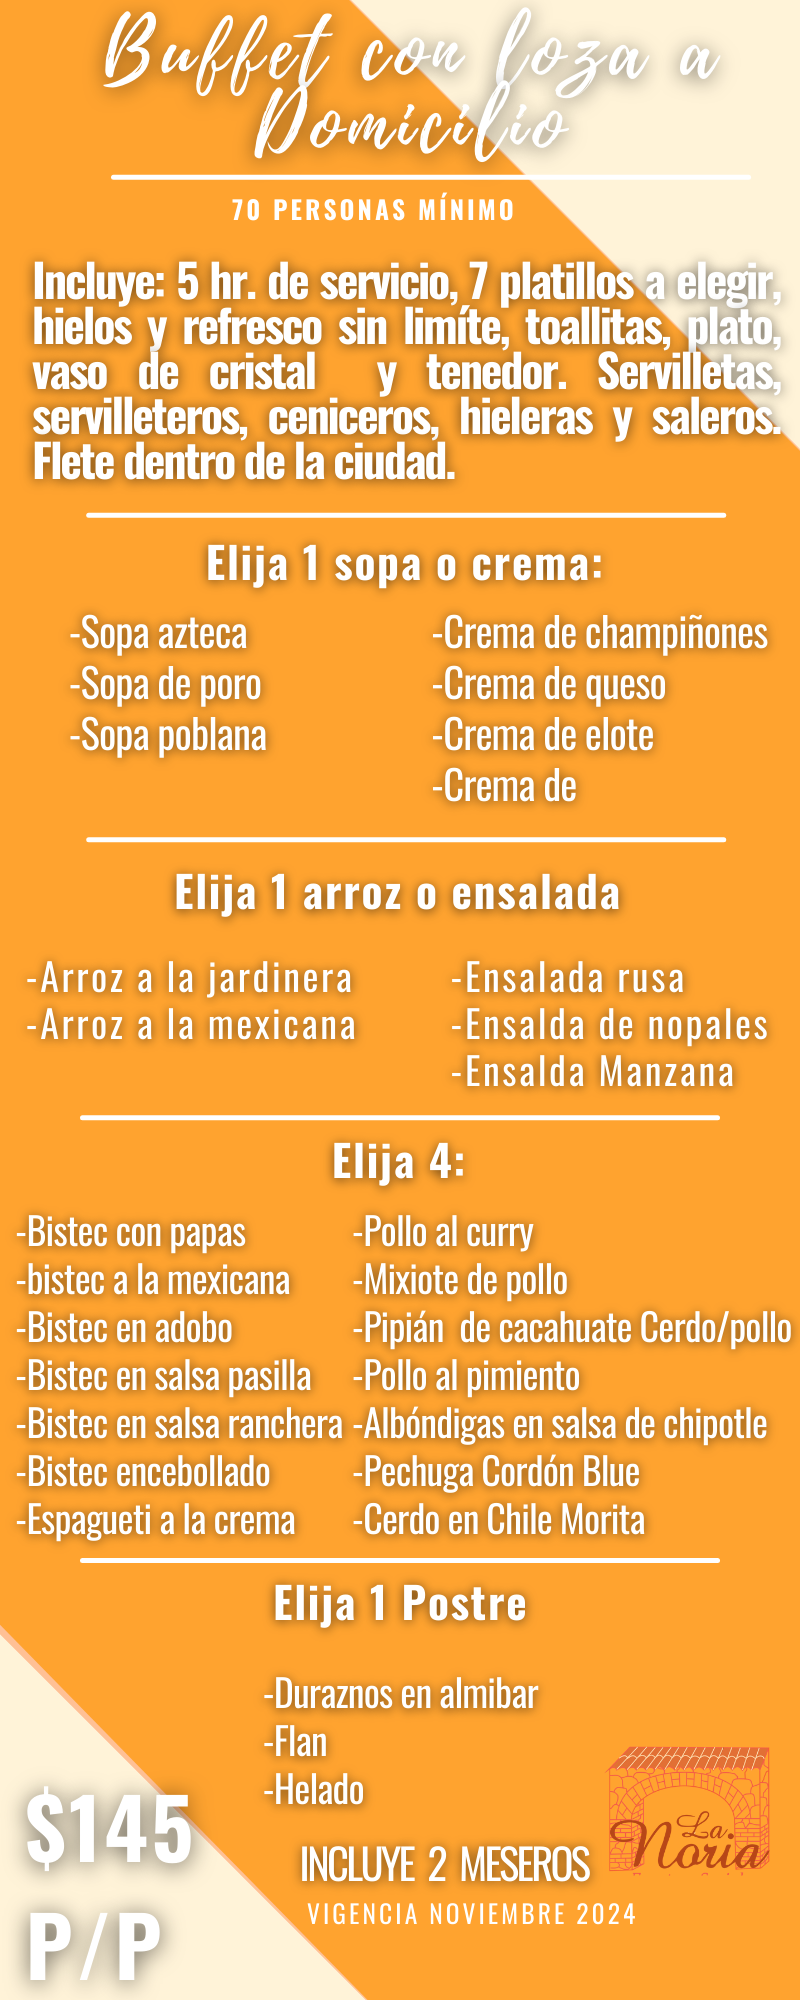 Buffet con loza a
Domicilio
70 PERSONAS MÍNIMO
Incluye: 5 hr. de servicio, 7 platillos a elegir,
hielos y refresco sin limíte, toallitas, plato,
vaso de cristal y tenedor. Servilletas,
servilleteros, ceniceros, hieleras y saleros.
Flete dentro de la ciudad.
Elija 1 sopa o crema:
-Sopa azteca
-Sopa de poro
-Sopa poblana
-Crema de champiñones
-Crema de queso
-Crema de elote
-Crema de
Elija 1 arroz o ensalada
-Arroz a la jardinera
-Arroz a la mexicana
-Ensalada rusa
-Ensalda de nopales
-Ensalda Manzana
Elija 4:
-Bistec con papas
-bistec a la mexicana
-Bistec en adobo
-Bistec en salsa pasilla
-Bistec en salsa ranchera
-Bistec encebollado
-Espagueti a la crema
-Pollo al curry
-Mixiote de pollo
-Pipián de cacahuate Cerdo/pollo
-Pollo al pimiento
-Albóndigas en salsa de chipotle
-Pechuga Cordón Blue
-Cerdo en Chile Morita
Elija 1 Postre
-Duraznos en almibar
-Flan
-Helado
$145
P/P
INCLUYE 2 MESEROS
VIGENCIA NOVIEMBRE 2024
La
Noria